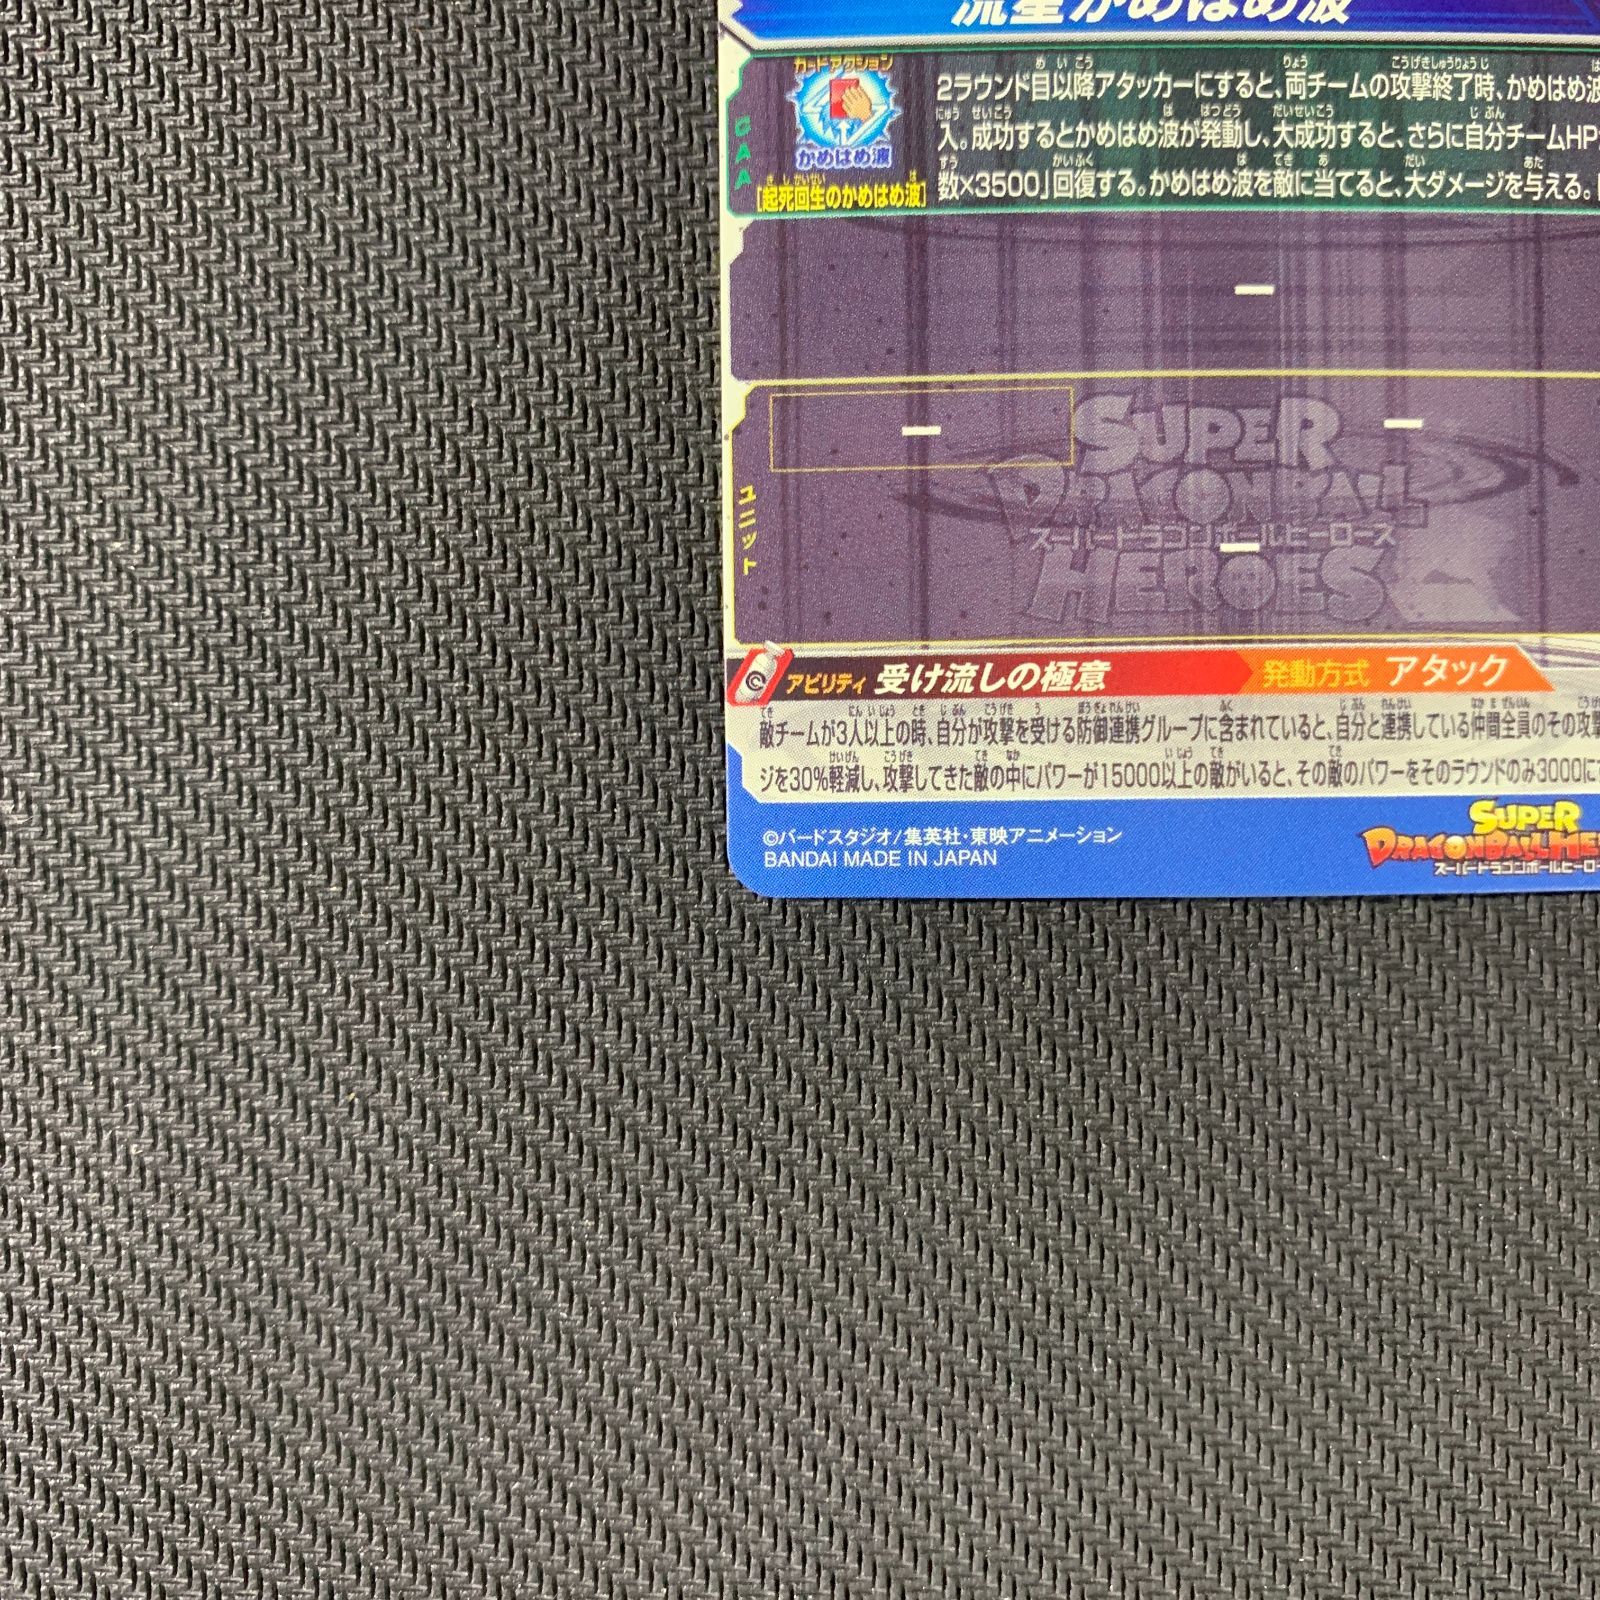 流星かめはめ波
カードアクション
かめはめ波
CAA
[起死回生のかめはめ波]
2ラウンド目以降アタッカーにすると、両チームの攻撃終了時、かめはめ波
入。成功するとかめはめ波が発動し、大成功すると、さらに自分チームHP
数×3500」回復する。かめはめ波を敵に当てると、大ダメージを与える。
ー
ユニット
ー
ー
ー
SUPER
DRAGONBALL
スーパードラゴンボールヒーローズ
HEROES
アビリティ 受け流しの極意 発動方式 アタック
敵チームが3人以上の時、自分が攻撃を受ける防御連携グループに含まれていると、自分と連携している仲間全員のその攻撃
ジを30%軽減し、攻撃してきた敵の中にパワーが15000以上の敵がいると、その敵のパワーをそのラウンドのみ3000に
©バードスタジオ/集英社・東映アニメーション
BANDAI MADE IN JAPAN
SUPER
DRAGONBALL HE
スーパードラゴンボールヒーロー